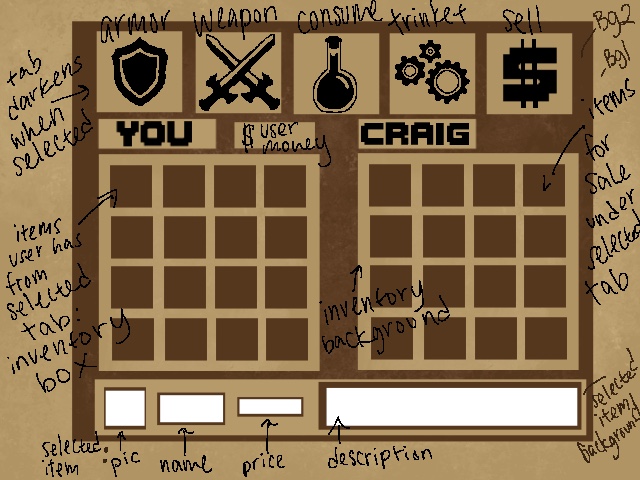 armor weapon consume trinket sell
Bg2
Bg1
tab
darkens
when
selected
$
YOU
$ user
money
CRAIG
items
for
sale
under
selected
tab
items
user has
from
selected
tab:
inventory
box
inventory
background
selected
item
background
selected
item :
pic
name
price
description